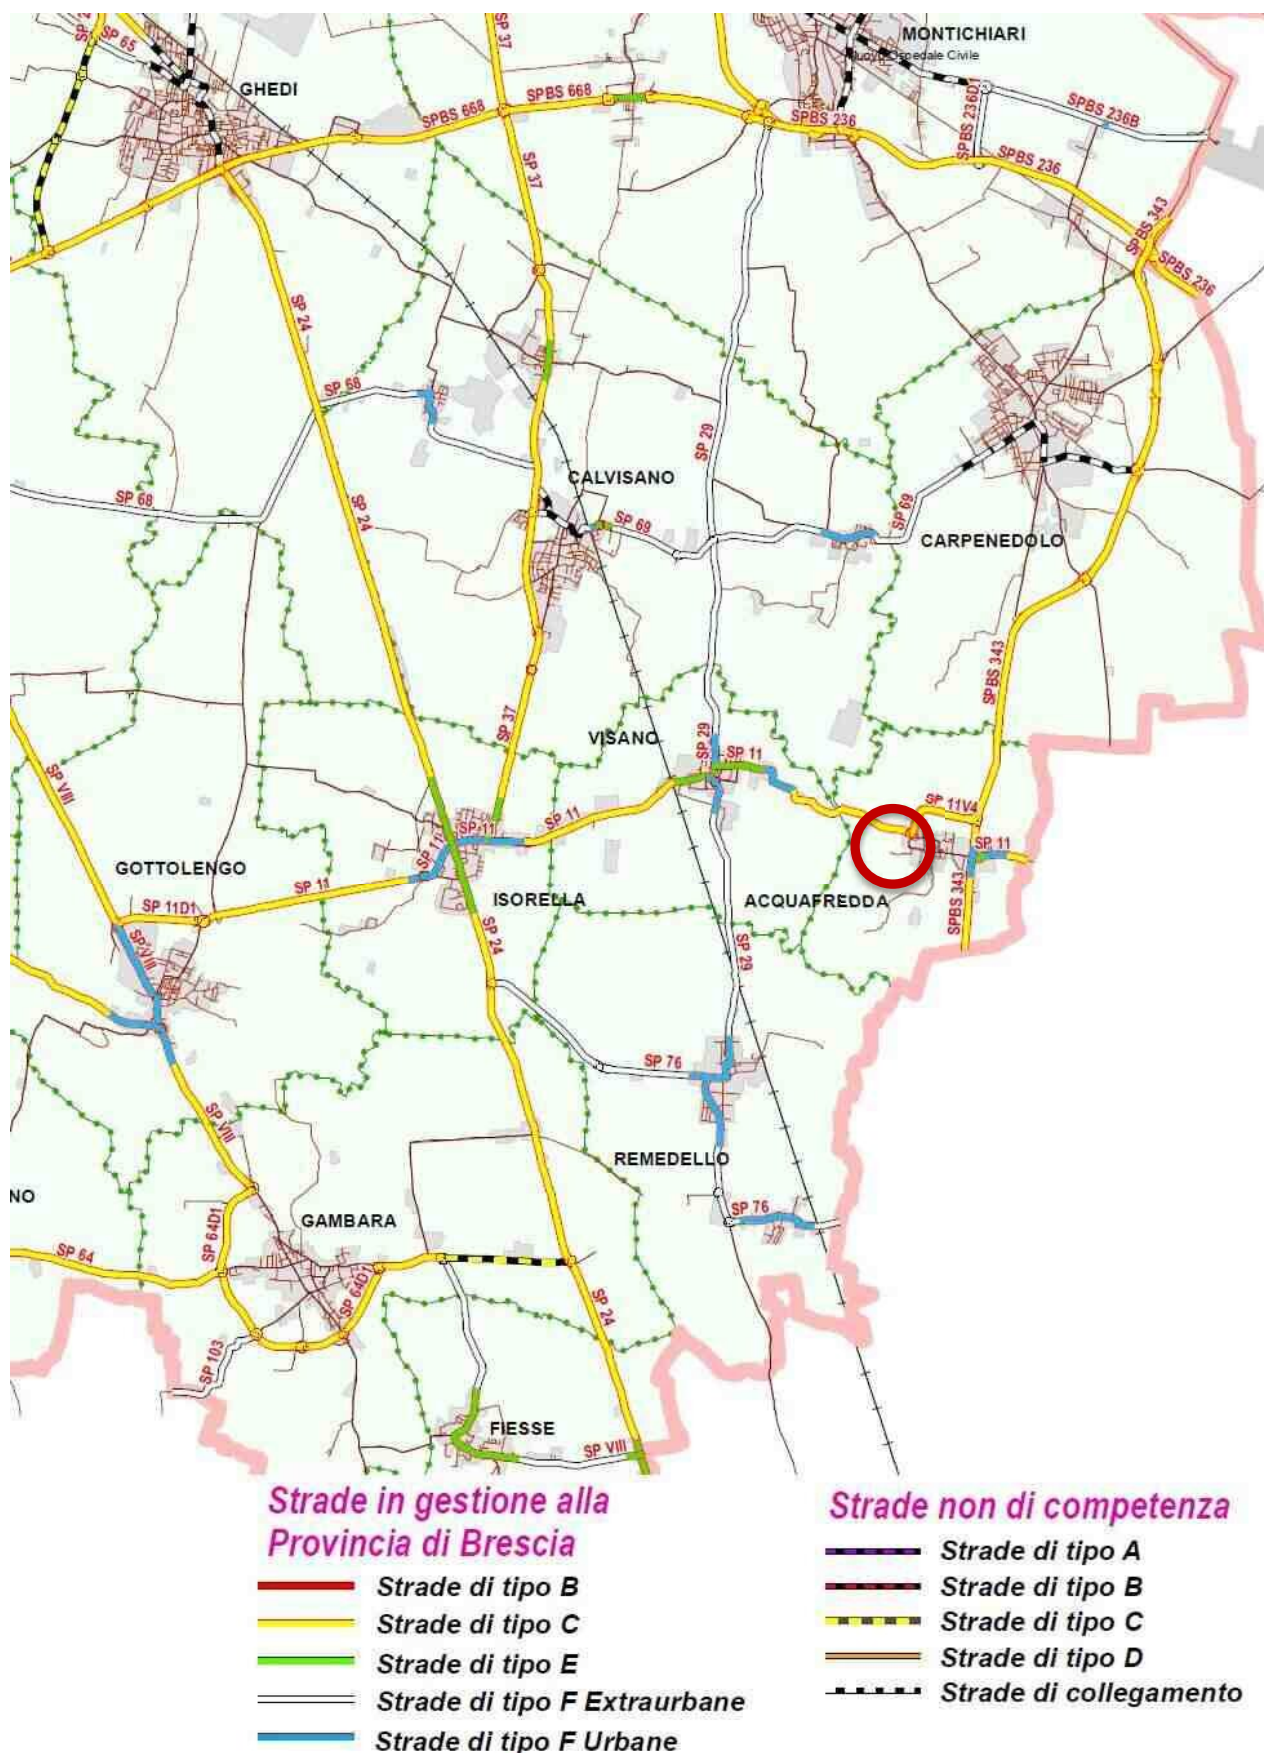 SP 37
SP 65
MONTICHIARI
Nuovo Ospedale Civile
GHEDI
SPBS 668
SPBS 668
SPBS 236
SPBS 236D1
SPBS 236B
SPBS 236
SP 37
SPBS 343
SPBS 236
SP 24
SP 68
SP 29
SP 68
SP 24
CALVISANO
SP 69
SP 69
CARPENEDOLO
SPBS 343
SP 37
VISANO
SP 29
SP 11
SP VIII
SP 11V4
SP 11
SP 11
SP 11
SP 11
GOTTOLENGO
SP 11
SP 11D1
ISORELLA
ACQUAFREDDA
SPBS 343
SP 24
SP VIII
SP 29
SP 76
SP VIII
REMEDELLO
NO
SP 76
GAMBARA
SP 64D1
SP 64
SP 64D1
SP 24
SP 103
FIESSE
SP VIII
Strade in gestione alla
Provincia di Brescia
Strade di tipo B
Strade di tipo C
Strade di tipo E
Strade di tipo F Extraurbane
Strade di tipo F Urbane
Strade non di competenza
Strade di tipo A
Strade di tipo B
Strade di tipo C
Strade di tipo D
Strade di collegamento